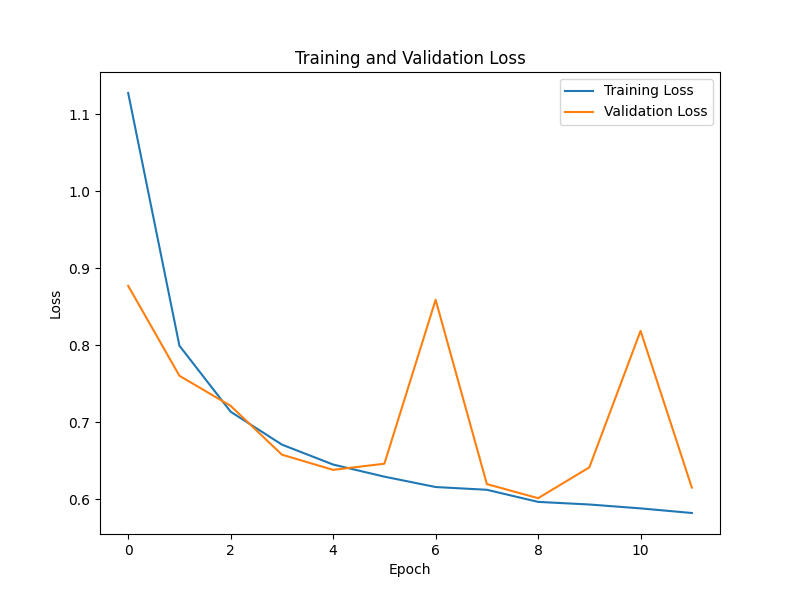 Training and Validation Loss
Training Loss
Validation Loss
Loss
1.1
1.0
0.9
0.8
0.7
0.6
0 2 4 6 8 10
Epoch